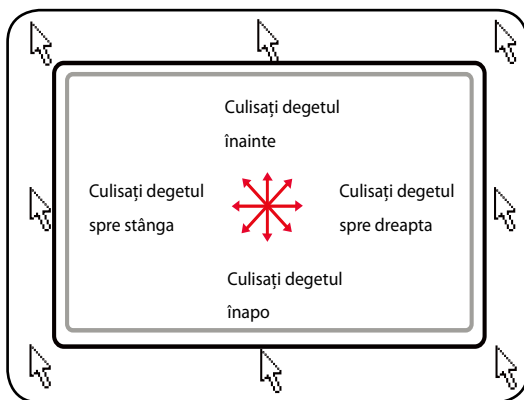 Culisați degetul
înainte
Culisați degetul
spre stânga
Culisați degetul
spre dreapta
Culisați degetul
înapo